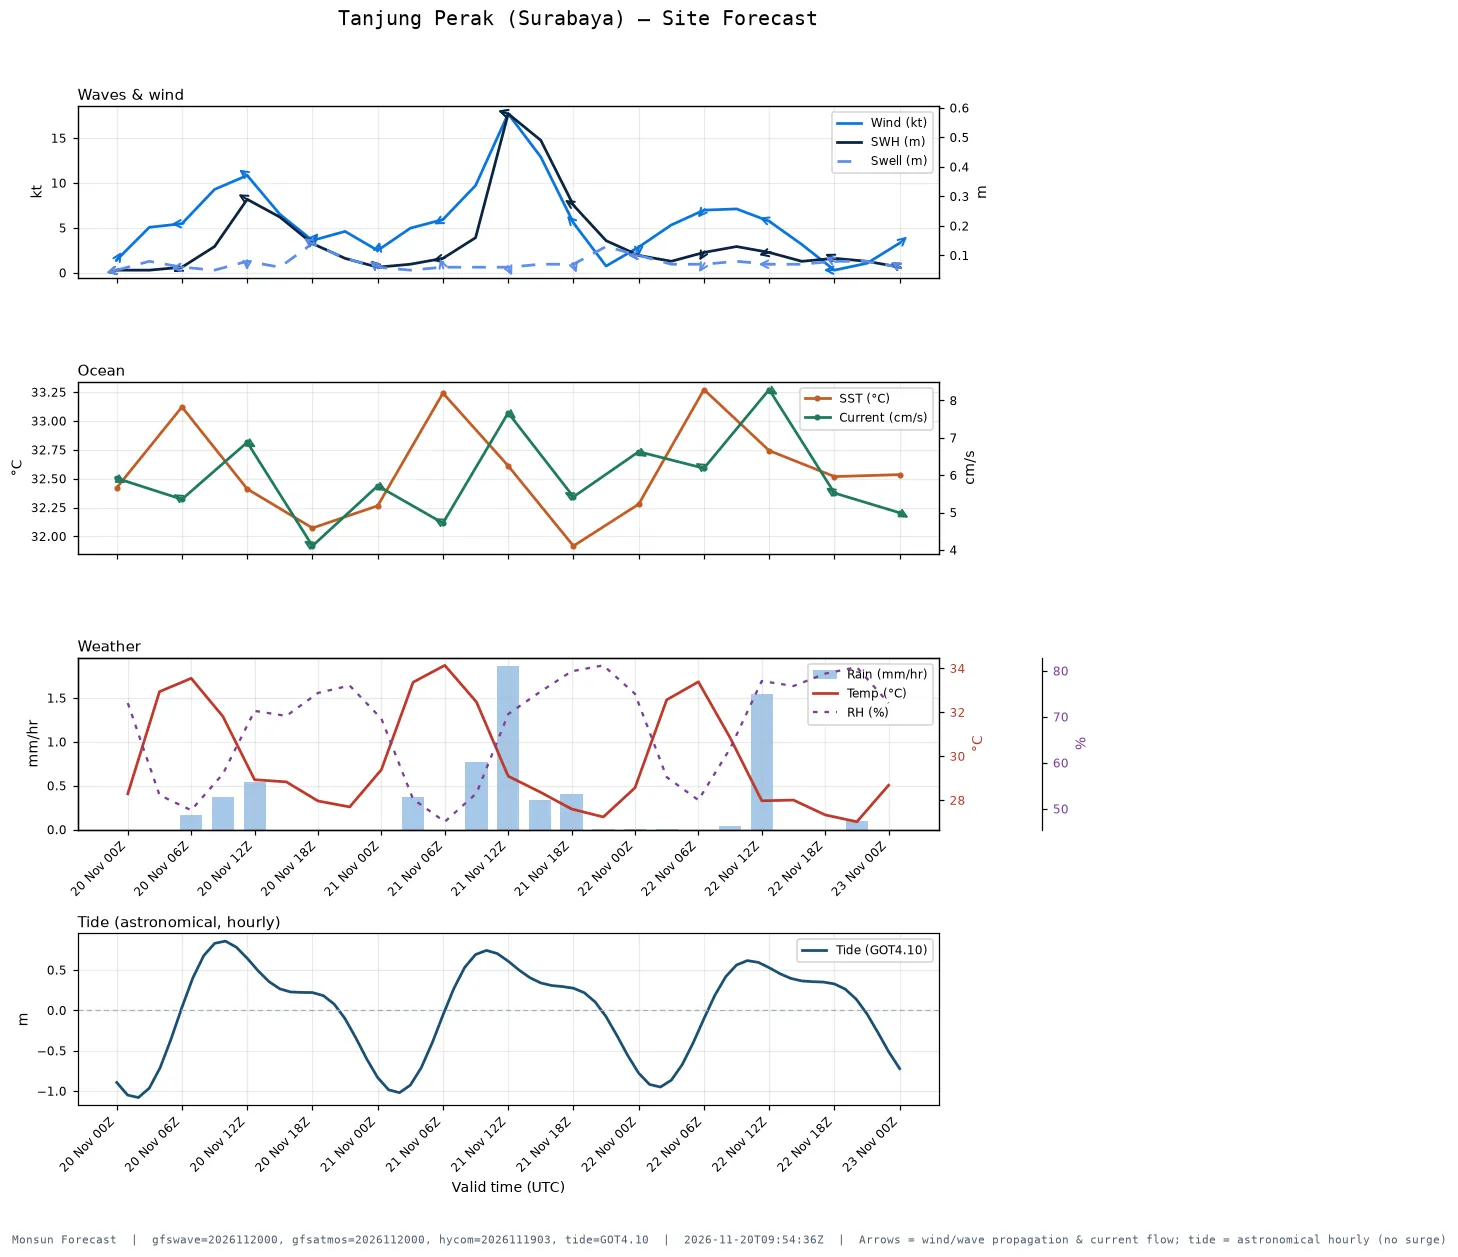 Tanjung Perak (Surabaya) — Site Forecast
Waves & wind
kt
15
10
5
0
0.6
0.5
0.4
0.3
0.2
0.1
m
Wind (kt)
SWH (m)
Swell (m)
Ocean
°C
33.25
33.00
32.75
32.50
32.25
32.00
8
7
6
5
4
cm/s
SST (°C)
Current (cm/s)
Weather
mm/hr
1.5
1.0
0.5
0.0
34
32
30
28
°C
80
70
60
50
%
Rain (mm/hr)
Temp (°C)
RH (%)
20 Nov 00Z
20 Nov 06Z
20 Nov 12Z
20 Nov 18Z
21 Nov 00Z
21 Nov 06Z
21 Nov 12Z
21 Nov 18Z
22 Nov 00Z
22 Nov 06Z
22 Nov 12Z
22 Nov 18Z
23 Nov 00Z
Tide (astronomical, hourly)
m
0.5
0.0
−0.5
−1.0
Tide (GOT4.10)
20 Nov 00Z
20 Nov 06Z
20 Nov 12Z
20 Nov 18Z
21 Nov 00Z
21 Nov 06Z
21 Nov 12Z
21 Nov 18Z
22 Nov 00Z
22 Nov 06Z
22 Nov 12Z
22 Nov 18Z
23 Nov 00Z
Valid time (UTC)
Monsun Forecast | gfswave=2026112000, gfsatmos=2026112000, hycom=2026111903, tide=GOT4.10 | 2026-11-20T09:54:36Z | Arrows = wind/wave propagation & current flow; tide = astronomical hourly (no surge)